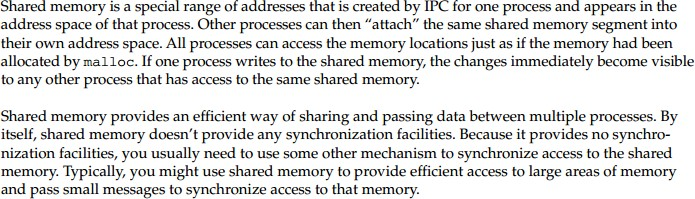 Shared memory is a special range of addresses that is created by IPC for one process and appears in the
address space of that process. Other processes can then “attach” the same shared memory segment into
their own address space. All processes can access the memory locations just as if the memory had been
allocated by malloc. If one process writes to the shared memory, the changes immediately become visible
to any other process that has access to the same shared memory.
Shared memory provides an efficient way of sharing and passing data between multiple processes. By
itself, shared memory doesn’t provide any synchronization facilities. Because it provides no synchro-
nization facilities, you usually need to use some other mechanism to synchronize access to the shared
memory. Typically, you might use shared memory to provide efficient access to large areas of memory
and pass small messages to synchronize access to that memory.